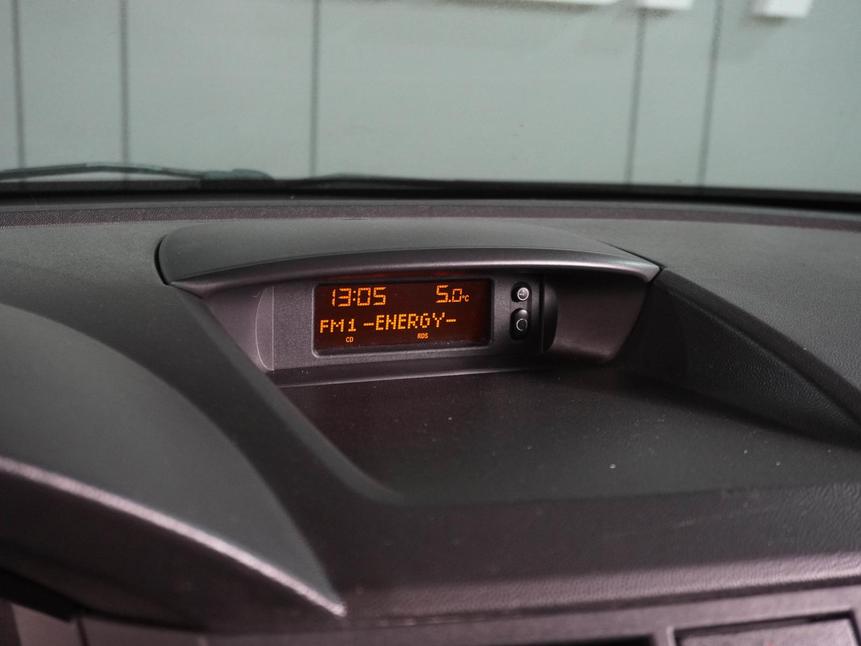 13:05 5.0°C
FM1 -ENERGY-
CD RDS